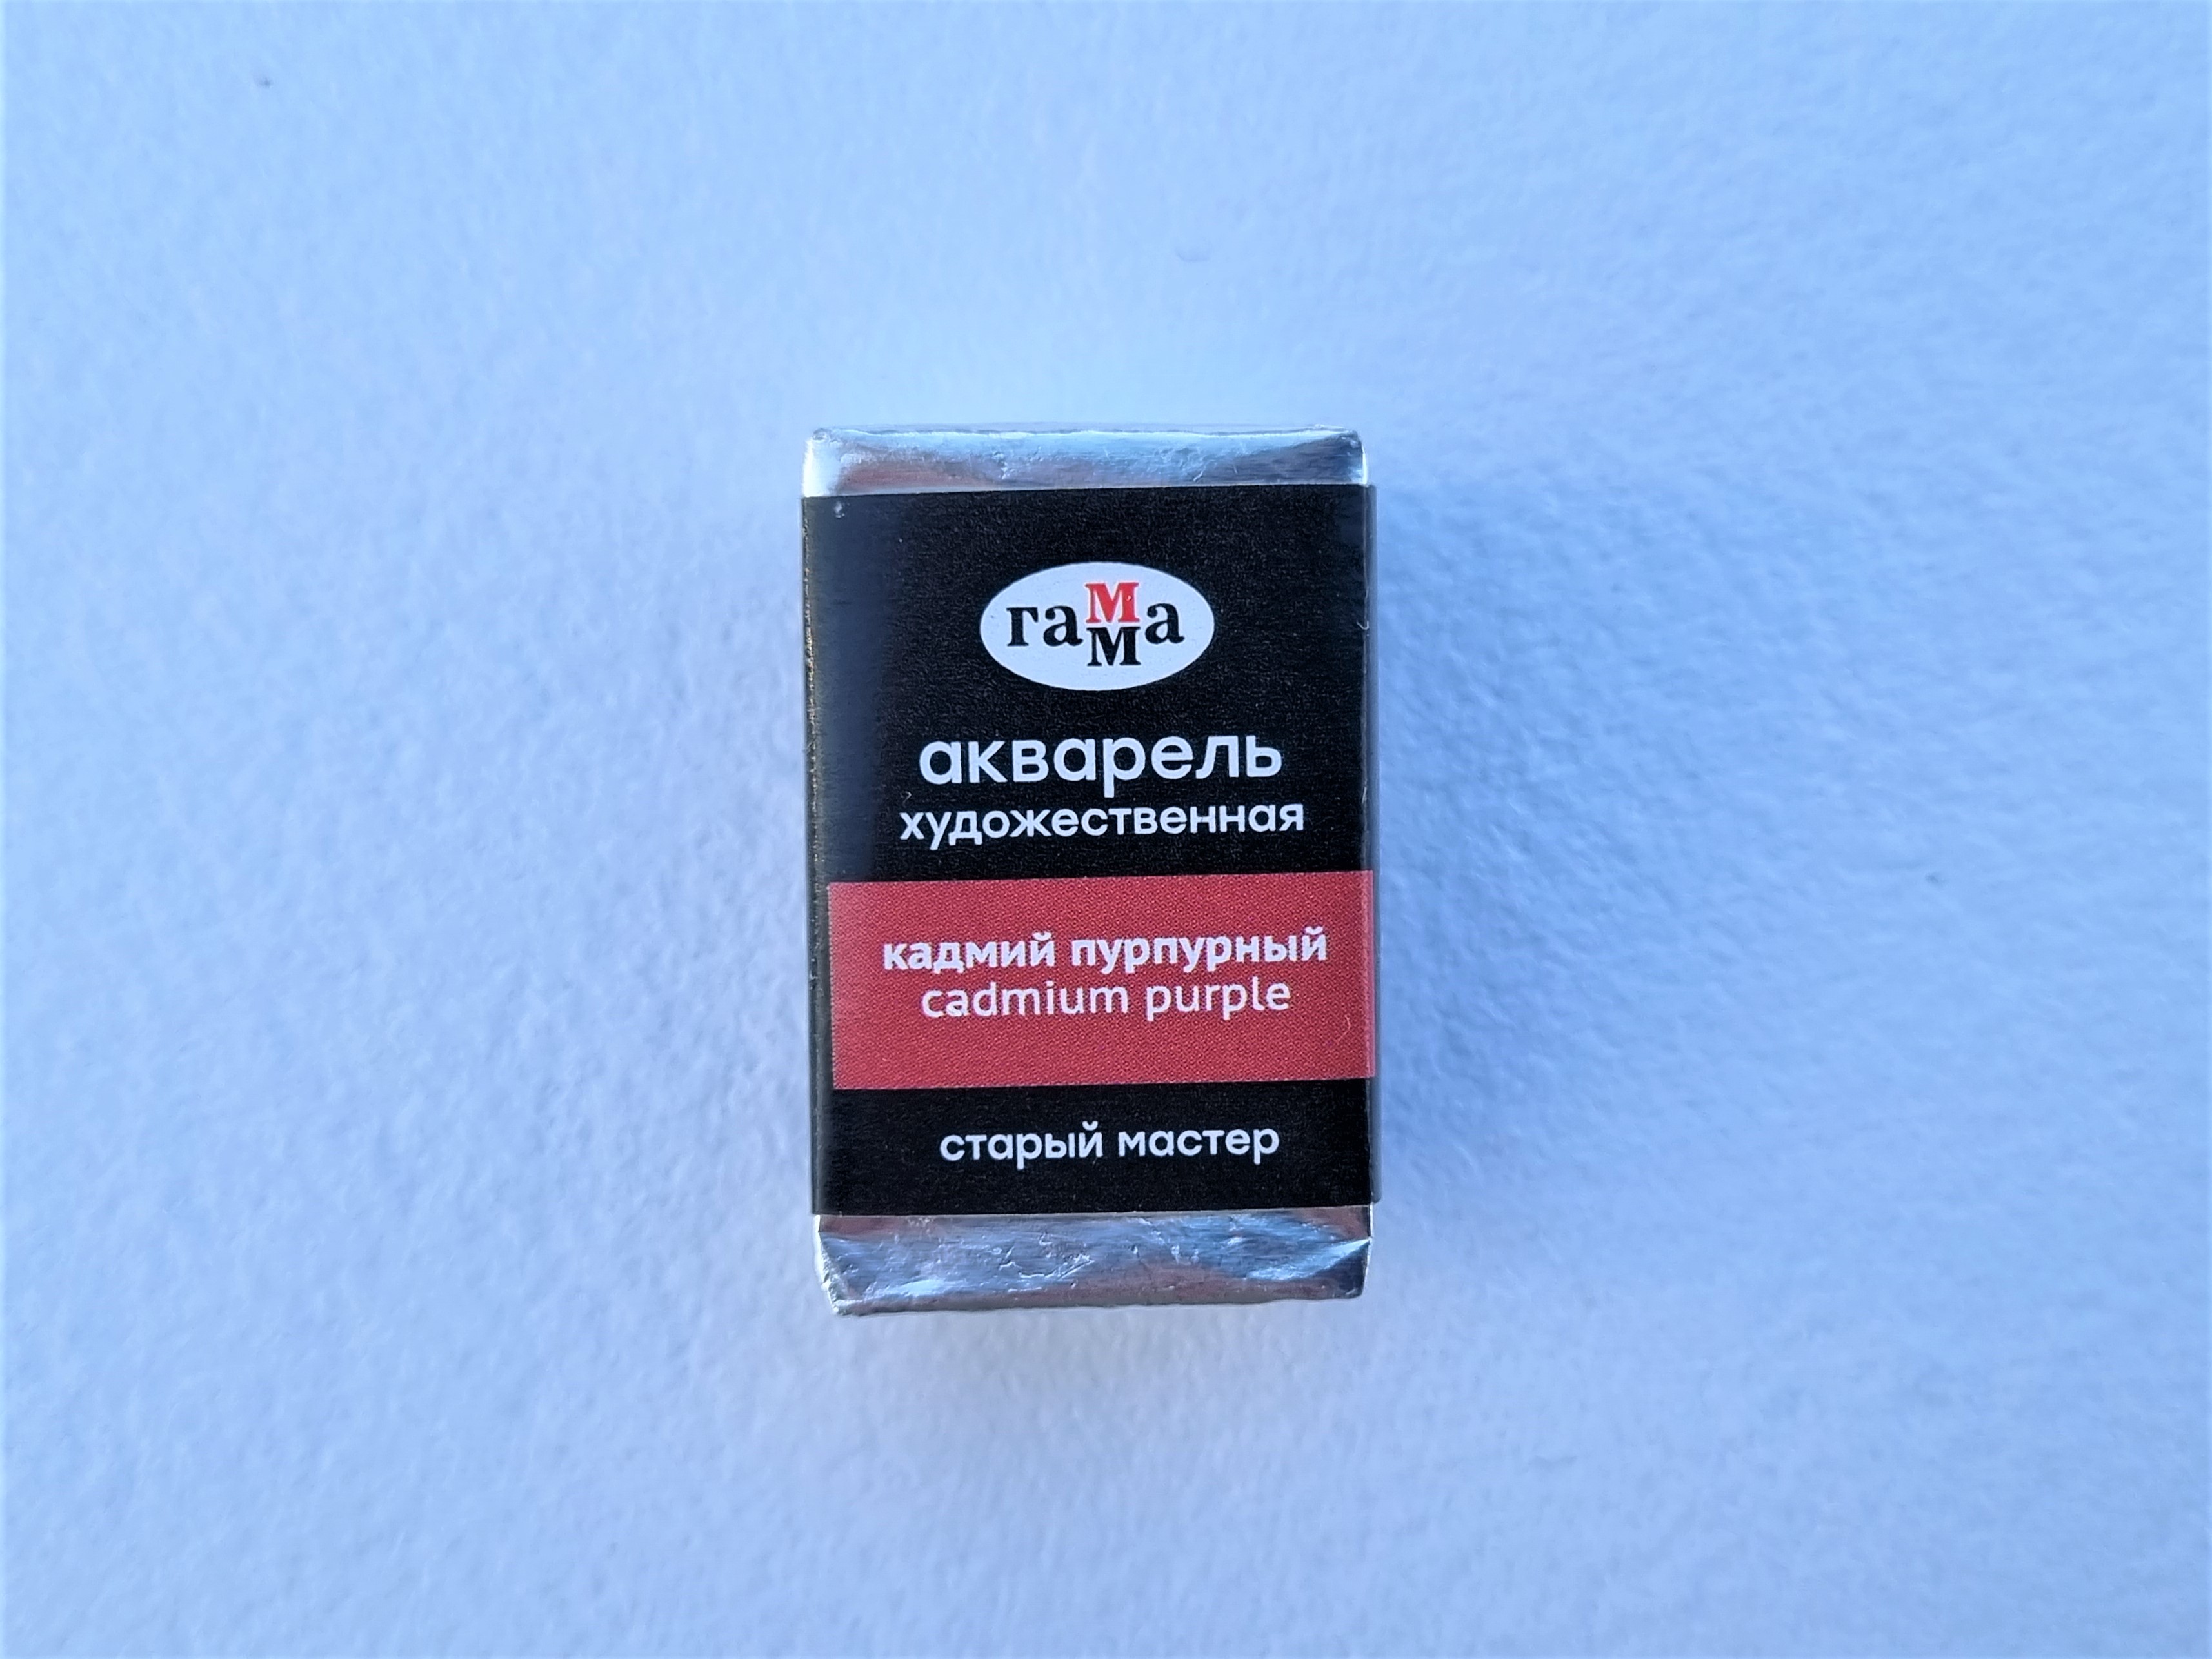 гамма
акварель
художественная
кадмий пурпурный
cadmium purple
старый мастер